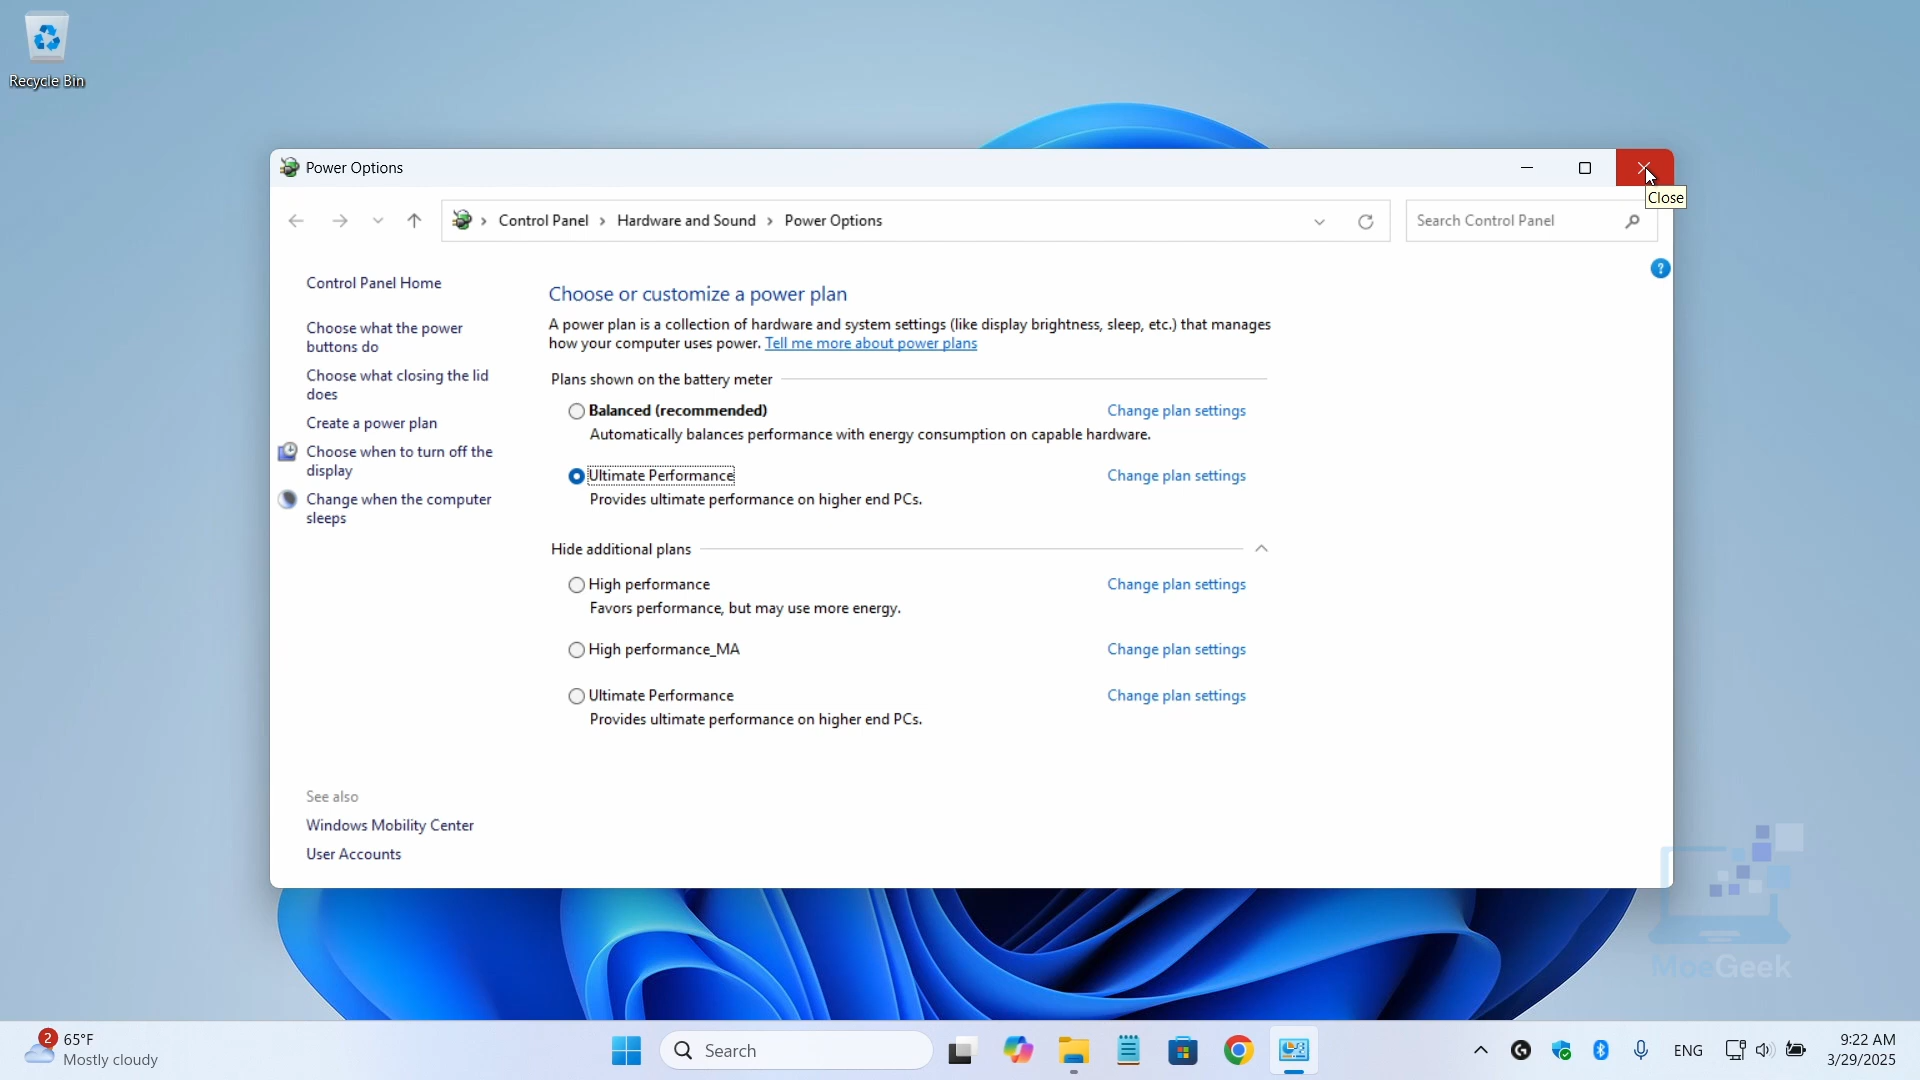 Recycle Bin
Power Options
Close
Control Panel
Hardware and Sound
Power Options
Search Control Panel
?
Control Panel Home
Choose what the power
buttons do
Choose what closing the lid
does
Create a power plan
Choose when to turn off the
display
Change when the computer
sleeps
Choose or customize a power plan
A power plan is a collection of hardware and system settings (like display brightness, sleep, etc.) that manages
how your computer uses power. Tell me more about power plans
Plans shown on the battery meter
Balanced (recommended) Change plan settings
Automatically balances performance with energy consumption on capable hardware.
Ultimate Performance Change plan settings
Provides ultimate performance on higher end PCs.
Hide additional plans
High performance Change plan settings
Favors performance, but may use more energy.
High performance_MA Change plan settings
Ultimate Performance Change plan settings
Provides ultimate performance on higher end PCs.
See also
Windows Mobility Center
User Accounts
MoeGeek
2
65°F
Mostly cloudy
Search
ENG
9:22 AM
3/29/2025